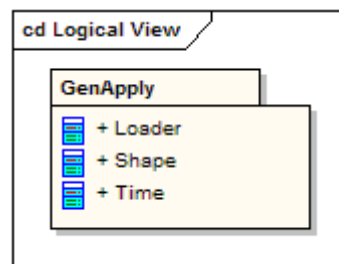 cd Logical View
GenApply
+ Loader
+ Shape
+ Time